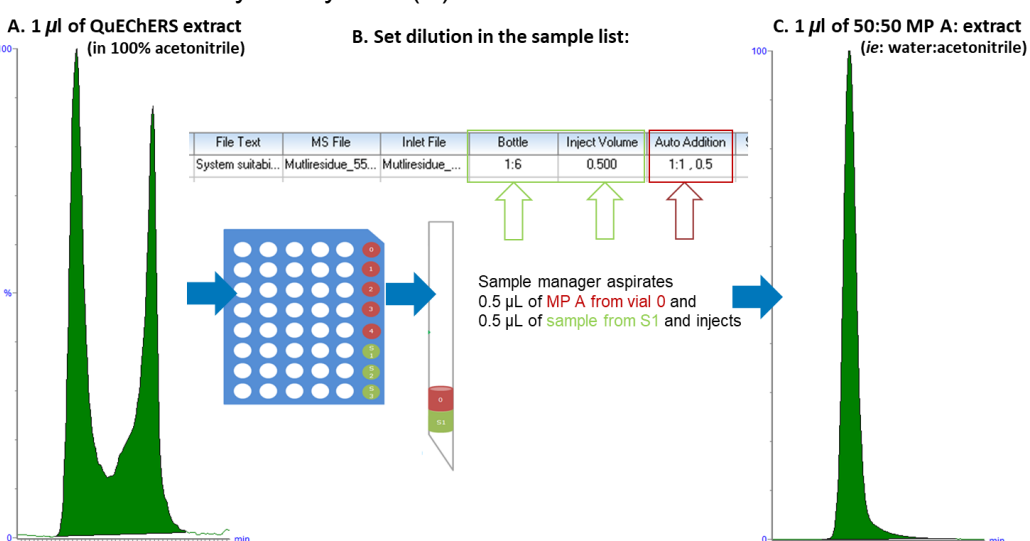 A. 1 µl of QuEChERS extract
(in 100% acetonitrile)
B. Set dilution in the sample list:
C. 1 µl of 50:50 MP A: extract
(ie: water:acetonitrile)
100
%
0
min
File Text MS File Inlet File Bottle Inject Volume Auto Addition
System suitabi... Mutliresidue_55... Mutliresidue_... 1:6 0.500 1:1 , 0.5
0
1
2
3
4
S1
S2
S3
0
S1
Sample manager aspirates
0.5 µL of MP A from vial 0 and
0.5 µL of sample from S1 and injects
100
%
0
min